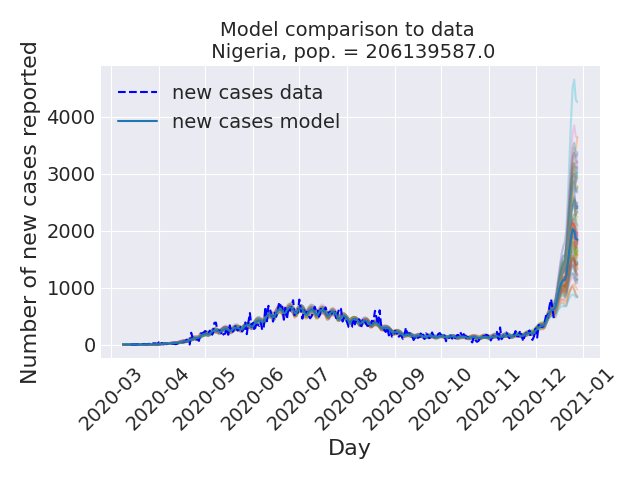 Model comparison to data
Nigeria, pop. = 206139587.0
Number of new cases reported
new cases data
new cases model
4000
3000
2000
1000
0
2020-03
2020-04
2020-05
2020-06
2020-07
2020-08
2020-09
2020-10
2020-11
2020-12
2021-01
Day